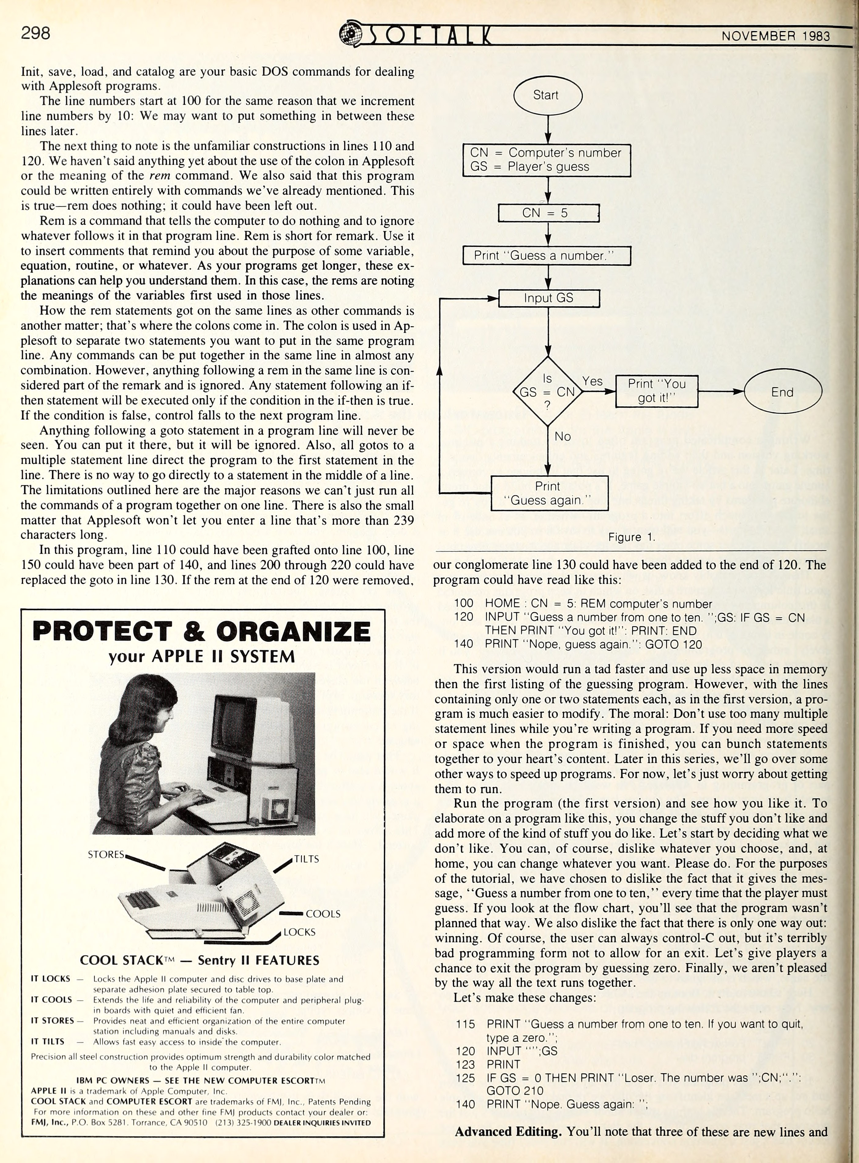 298
SOFTALK
NOVEMBER 1983
Init, save, load, and catalog are your basic DOS commands for dealing
with Applesoft programs.
The line numbers start at 100 for the same reason that we increment
line numbers by 10: We may want to put something in between these
lines later.
The next thing to note is the unfamiliar constructions in lines 110 and
120. We haven't said anything yet about the use of the colon in Applesoft
or the meaning of the rem command. We also said that this program
could be written entirely with commands we've already mentioned. This
is true—rem does nothing; it could have been left out.
Rem is a command that tells the computer to do nothing and to ignore
whatever follows it in that program line. Rem is short for remark. Use it
to insert comments that remind you about the purpose of some variable,
equation, routine, or whatever. As your programs get longer, these ex-
planations can help you understand them. In this case, the rems are noting
the meanings of the variables first used in those lines.
How the rem statements got on the same lines as other commands is
another matter; that's where the colons come in. The colon is used in Ap-
plesoft to separate two statements you want to put in the same program
line. Any commands can be put together in the same line in almost any
combination. However, anything following a rem in the same line is con-
sidered part of the remark and is ignored. Any statement following an if-
then statement will be executed only if the condition in the if-then is true.
If the condition is false, control falls to the next program line.
Anything following a goto statement in a program line will never be
seen. You can put it there, but it will be ignored. Also, all gotos to a
multiple statement line direct the program to the first statement in the
line. There is no way to go directly to a statement in the middle of a line.
The limitations outlined here are the major reasons we can't just run all
the commands of a program together on one line. There is also the small
matter that Applesoft won't let you enter a line that's more than 239
characters long.
In this program, line 110 could have been grafted onto line 100, line
150 could have been part of 140, and lines 200 through 220 could have
replaced the goto in line 130. If the rem at the end of 120 were removed,
PROTECT & ORGANIZE
your APPLE II SYSTEM
STORES
TILTS
COOLS
LOCKS
COOL STACK™ — Sentry II FEATURES
IT LOCKS — Locks the Apple II computer and disc drives to base plate and
separate adhesion plate secured to table top.
IT COOLS — Extends the life and reliability of the computer and peripheral plug-
in boards with quiet and efficient fan.
IT STORES — Provides neat and efficient organization of the entire computer
station including manuals and disks.
IT TILTS — Allows fast easy access to inside the computer.
Precision all steel construction provides optimum strength and durability color matched
to the Apple II computer.
IBM PC OWNERS — SEE THE NEW COMPUTER ESCORT™
APPLE II is a trademark of Apple Computer, Inc.
COOL STACK and COMPUTER ESCORT are trademarks of FMJ, Inc., Patents Pending
For more information on these and other fine FMJ products contact your dealer or:
FMJ, Inc., P.O. Box 5281, Torrance, CA 90510 (213) 325-1900 DEALER INQUIRIES INVITED
Start
CN = Computer's number
GS = Player's guess
CN = 5
Print "Guess a number."
Input GS
Is
GS = CN
?
Yes
Print "You
got it!"
End
No
Print
"Guess again."
Figure 1.
our conglomerate line 130 could have been added to the end of 120. The
program could have read like this:
100 HOME : CN = 5: REM computer's number
120 INPUT "Guess a number from one to ten. ";GS: IF GS = CN
THEN PRINT "You got it!": PRINT: END
140 PRINT "Nope, guess again.": GOTO 120
This version would run a tad faster and use up less space in memory
then the first listing of the guessing program. However, with the lines
containing only one or two statements each, as in the first version, a pro-
gram is much easier to modify. The moral: Don't use too many multiple
statement lines while you're writing a program. If you need more speed
or space when the program is finished, you can bunch statements
together to your heart's content. Later in this series, we'll go over some
other ways to speed up programs. For now, let's just worry about getting
them to run.
Run the program (the first version) and see how you like it. To
elaborate on a program like this, you change the stuff you don't like and
add more of the kind of stuff you do like. Let's start by deciding what we
don't like. You can, of course, dislike whatever you choose, and, at
home, you can change whatever you want. Please do. For the purposes
of the tutorial, we have chosen to dislike the fact that it gives the mes-
sage, "Guess a number from one to ten," every time that the player must
guess. If you look at the flow chart, you'll see that the program wasn't
planned that way. We also dislike the fact that there is only one way out:
winning. Of course, the user can always control-C out, but it's terribly
bad programming form not to allow for an exit. Let's give players a
chance to exit the program by guessing zero. Finally, we aren't pleased
by the way all the text runs together.
Let's make these changes:
115 PRINT "Guess a number from one to ten. If you want to quit,
type a zero.";
120 INPUT "";GS
123 PRINT
125 IF GS = 0 THEN PRINT "Loser. The number was ";CN;".":
GOTO 210
140 PRINT "Nope. Guess again: ";
Advanced Editing. You'll note that three of these are new lines and